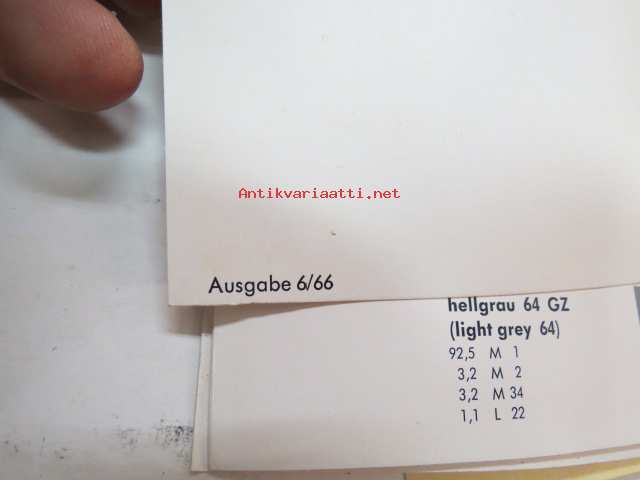 Antikvariaatti.net
Ausgabe 6/66
hellgrau 64 GZ
(light grey 64)
92,5 M 1
3,2 M 2
3,2 M 34
1,1 L 22